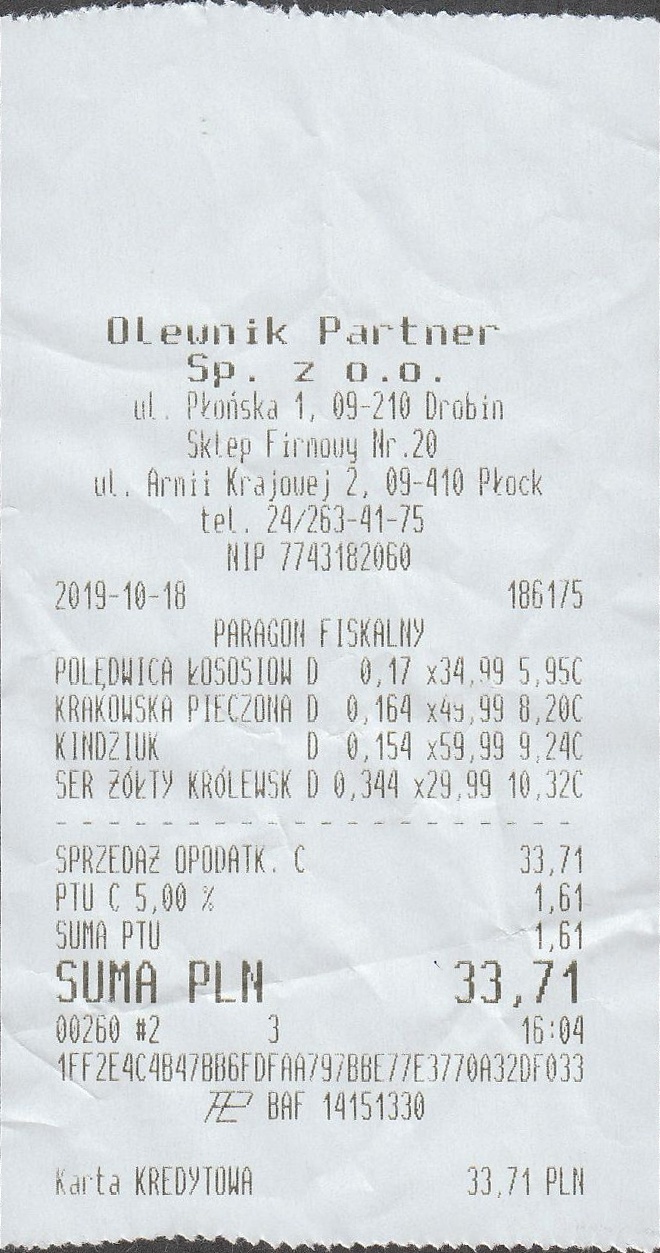 Olewnik Partner
Sp. z o.o.
ul. Płońska 1, 09-210 Drobin
Sklep Firmowy Nr.20
ul. Armii Krajowej 2, 09-410 Płock
tel. 24/263-41-75
NIP 7743182060
2019-10-18 186175
PARAGON FISKALNY
POLĘDWICA ŁOSOSIOW D 0,17 x34,99 5,95C
KRAKOWSKA PIECZONA D 0,164 x49,99 8,20C
KINDZIUK D 0,154 x59,99 9,24C
SER ŻÓŁTY KRÓLEWSK D 0,344 x29,99 10,32C
- - - - - - - - - - - - - - - - - - - -
SPRZEDAŻ OPODATK. C 33,71
PTU C 5,00 % 1,61
SUMA PTU 1,61
SUMA PLN 33,71
00260 #2 3 16:04
1FF2E4C4B47BB6FDFAA797BBE77E3770A32DF033
BAF 14151330
Karta KREDYTOWA 33,71 PLN